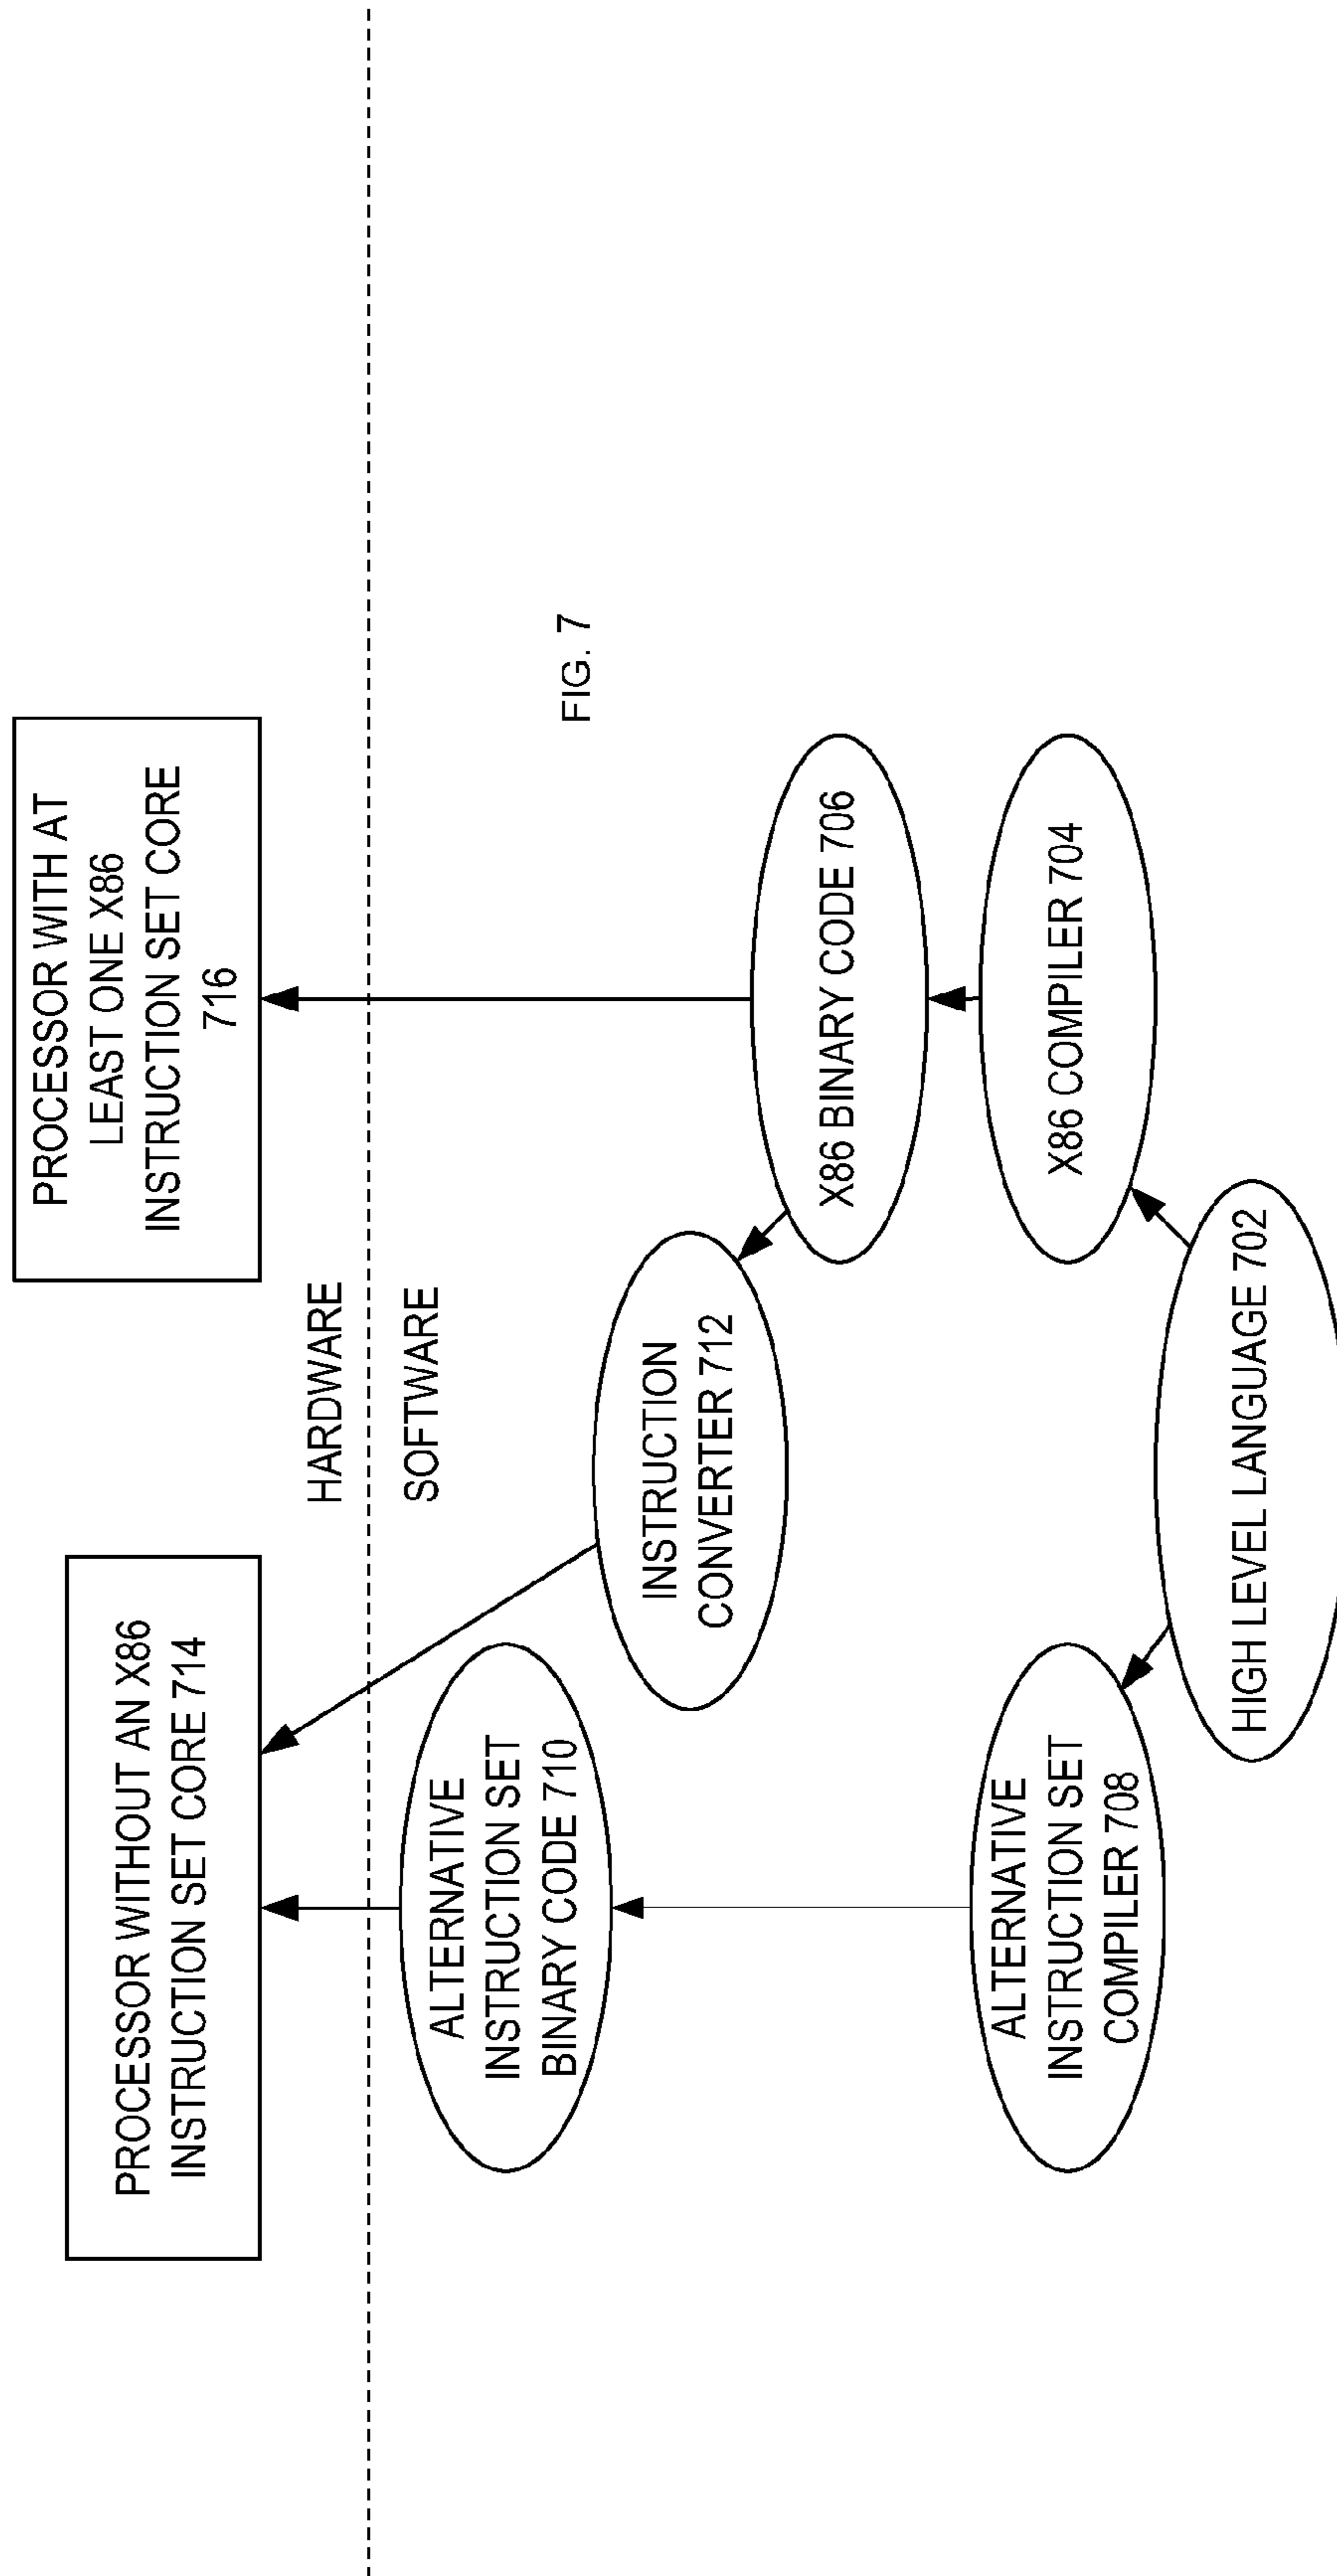 PROCESSOR WITHOUT AN X86
INSTRUCTION SET CORE 714
PROCESSOR WITH AT
LEAST ONE X86
INSTRUCTION SET CORE
716
HARDWARE
SOFTWARE
ALTERNATIVE
INSTRUCTION SET
BINARY CODE 710
INSTRUCTION
CONVERTER 712
FIG. 7
X86 BINARY CODE 706
ALTERNATIVE
INSTRUCTION SET
COMPILER 708
X86 COMPILER 704
HIGH LEVEL LANGUAGE 702